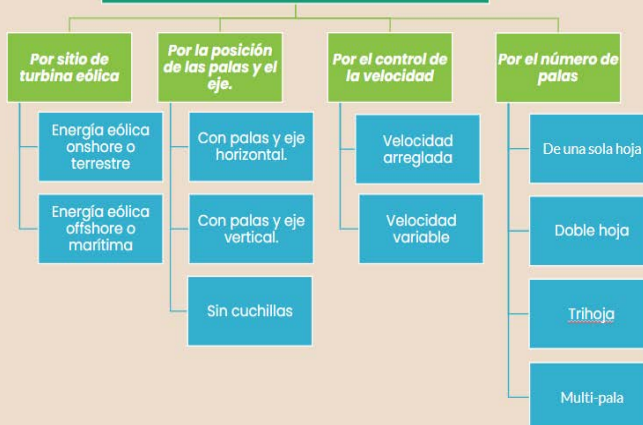 Por sitio de
turbina eólica
Energía eólica
onshore o
terrestre
Energía eólica
offshore o
marítima
Por la posición
de las palas y el
eje.
Con palas y eje
horizontal.
Con palas y eje
vertical.
Sin cuchillas
Por el control de
la velocidad
Velocidad
arreglada
Velocidad
variable
Por el número de
palas
De una sola hoja
Doble hoja
Trihoja
Multi-pala